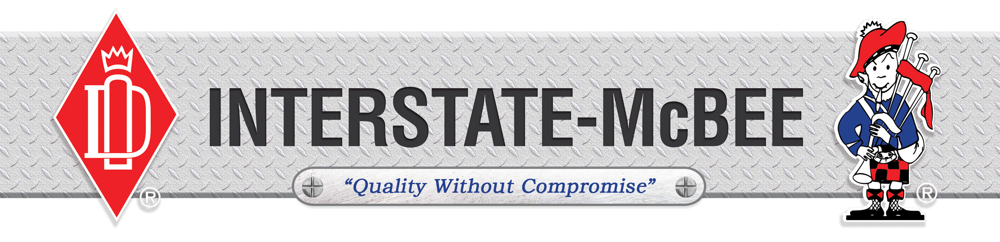 INTERSTATE-McBEE
“Quality Without Compromise”
D
®
®